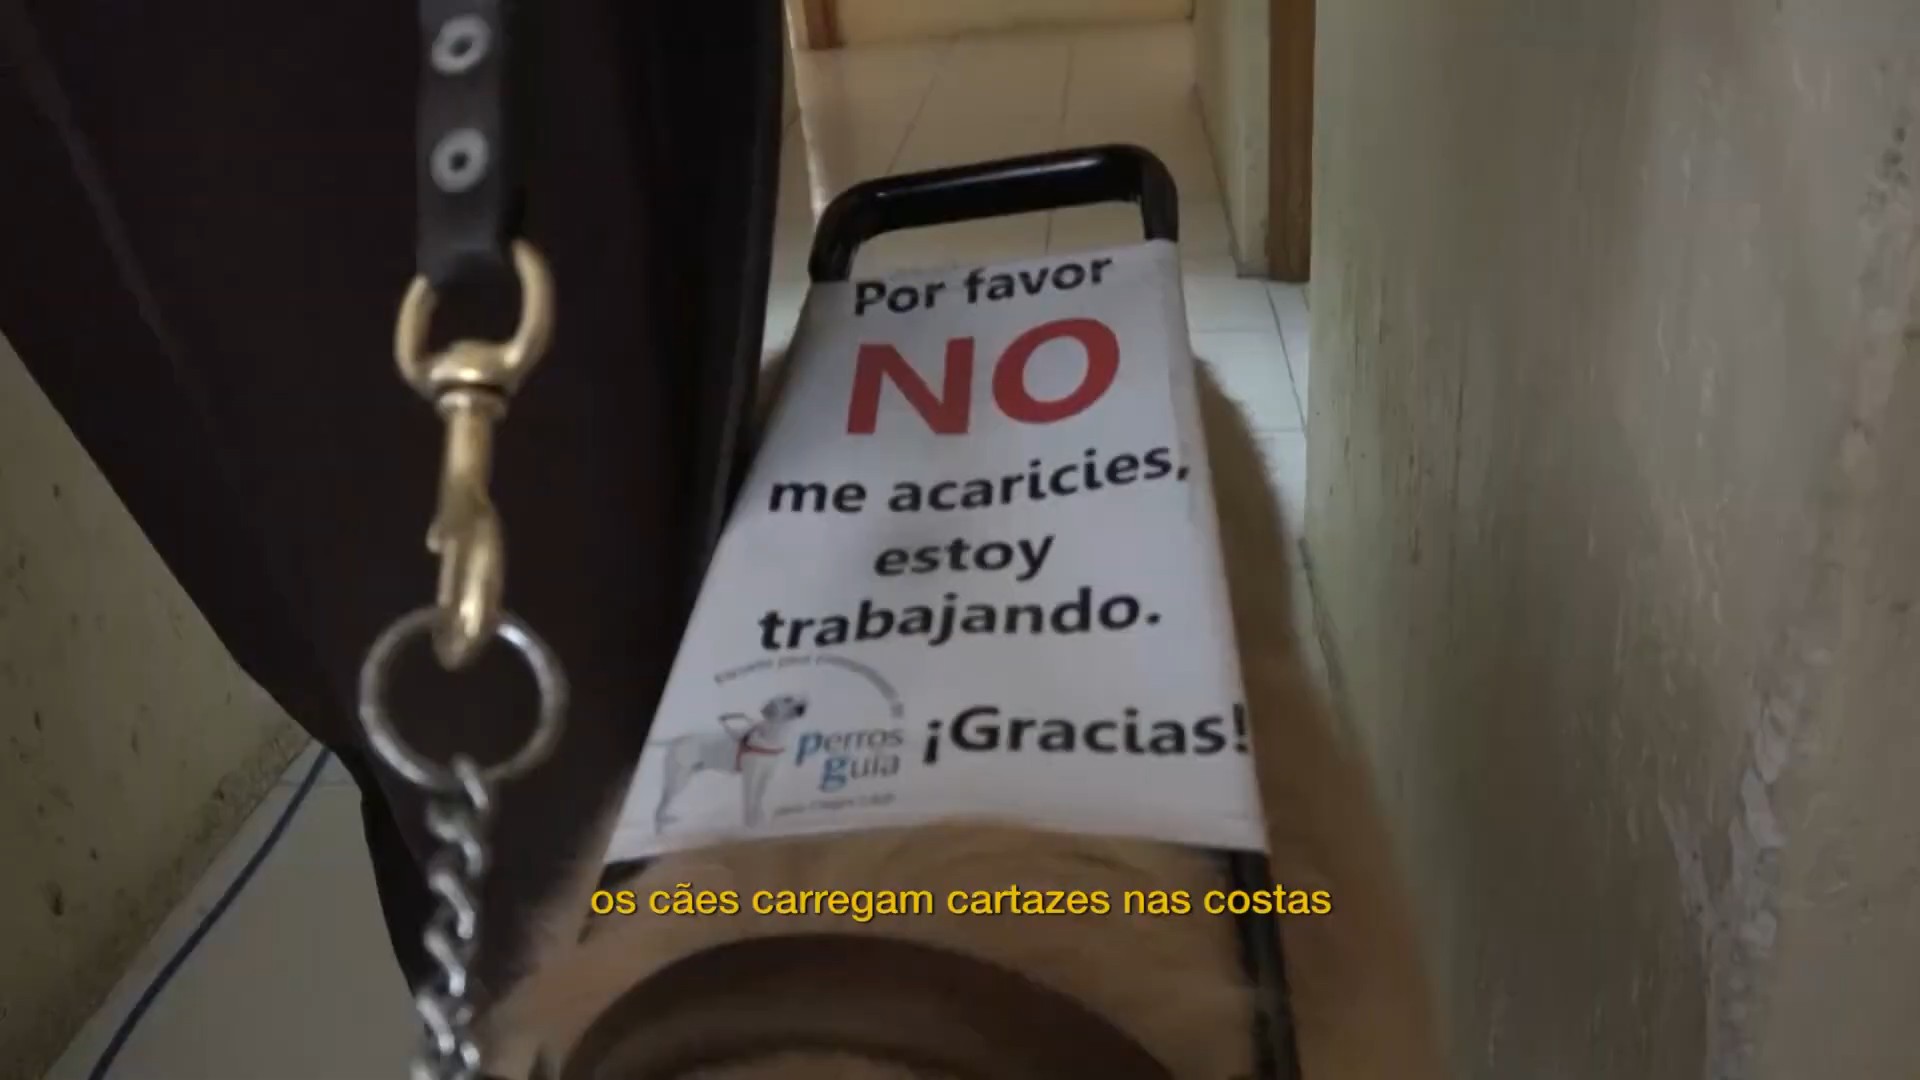 Por favor
NO
me acaricies,
estoy
trabajando.
perros
guía
¡Gracias!
os cães carregam cartazes nas costas